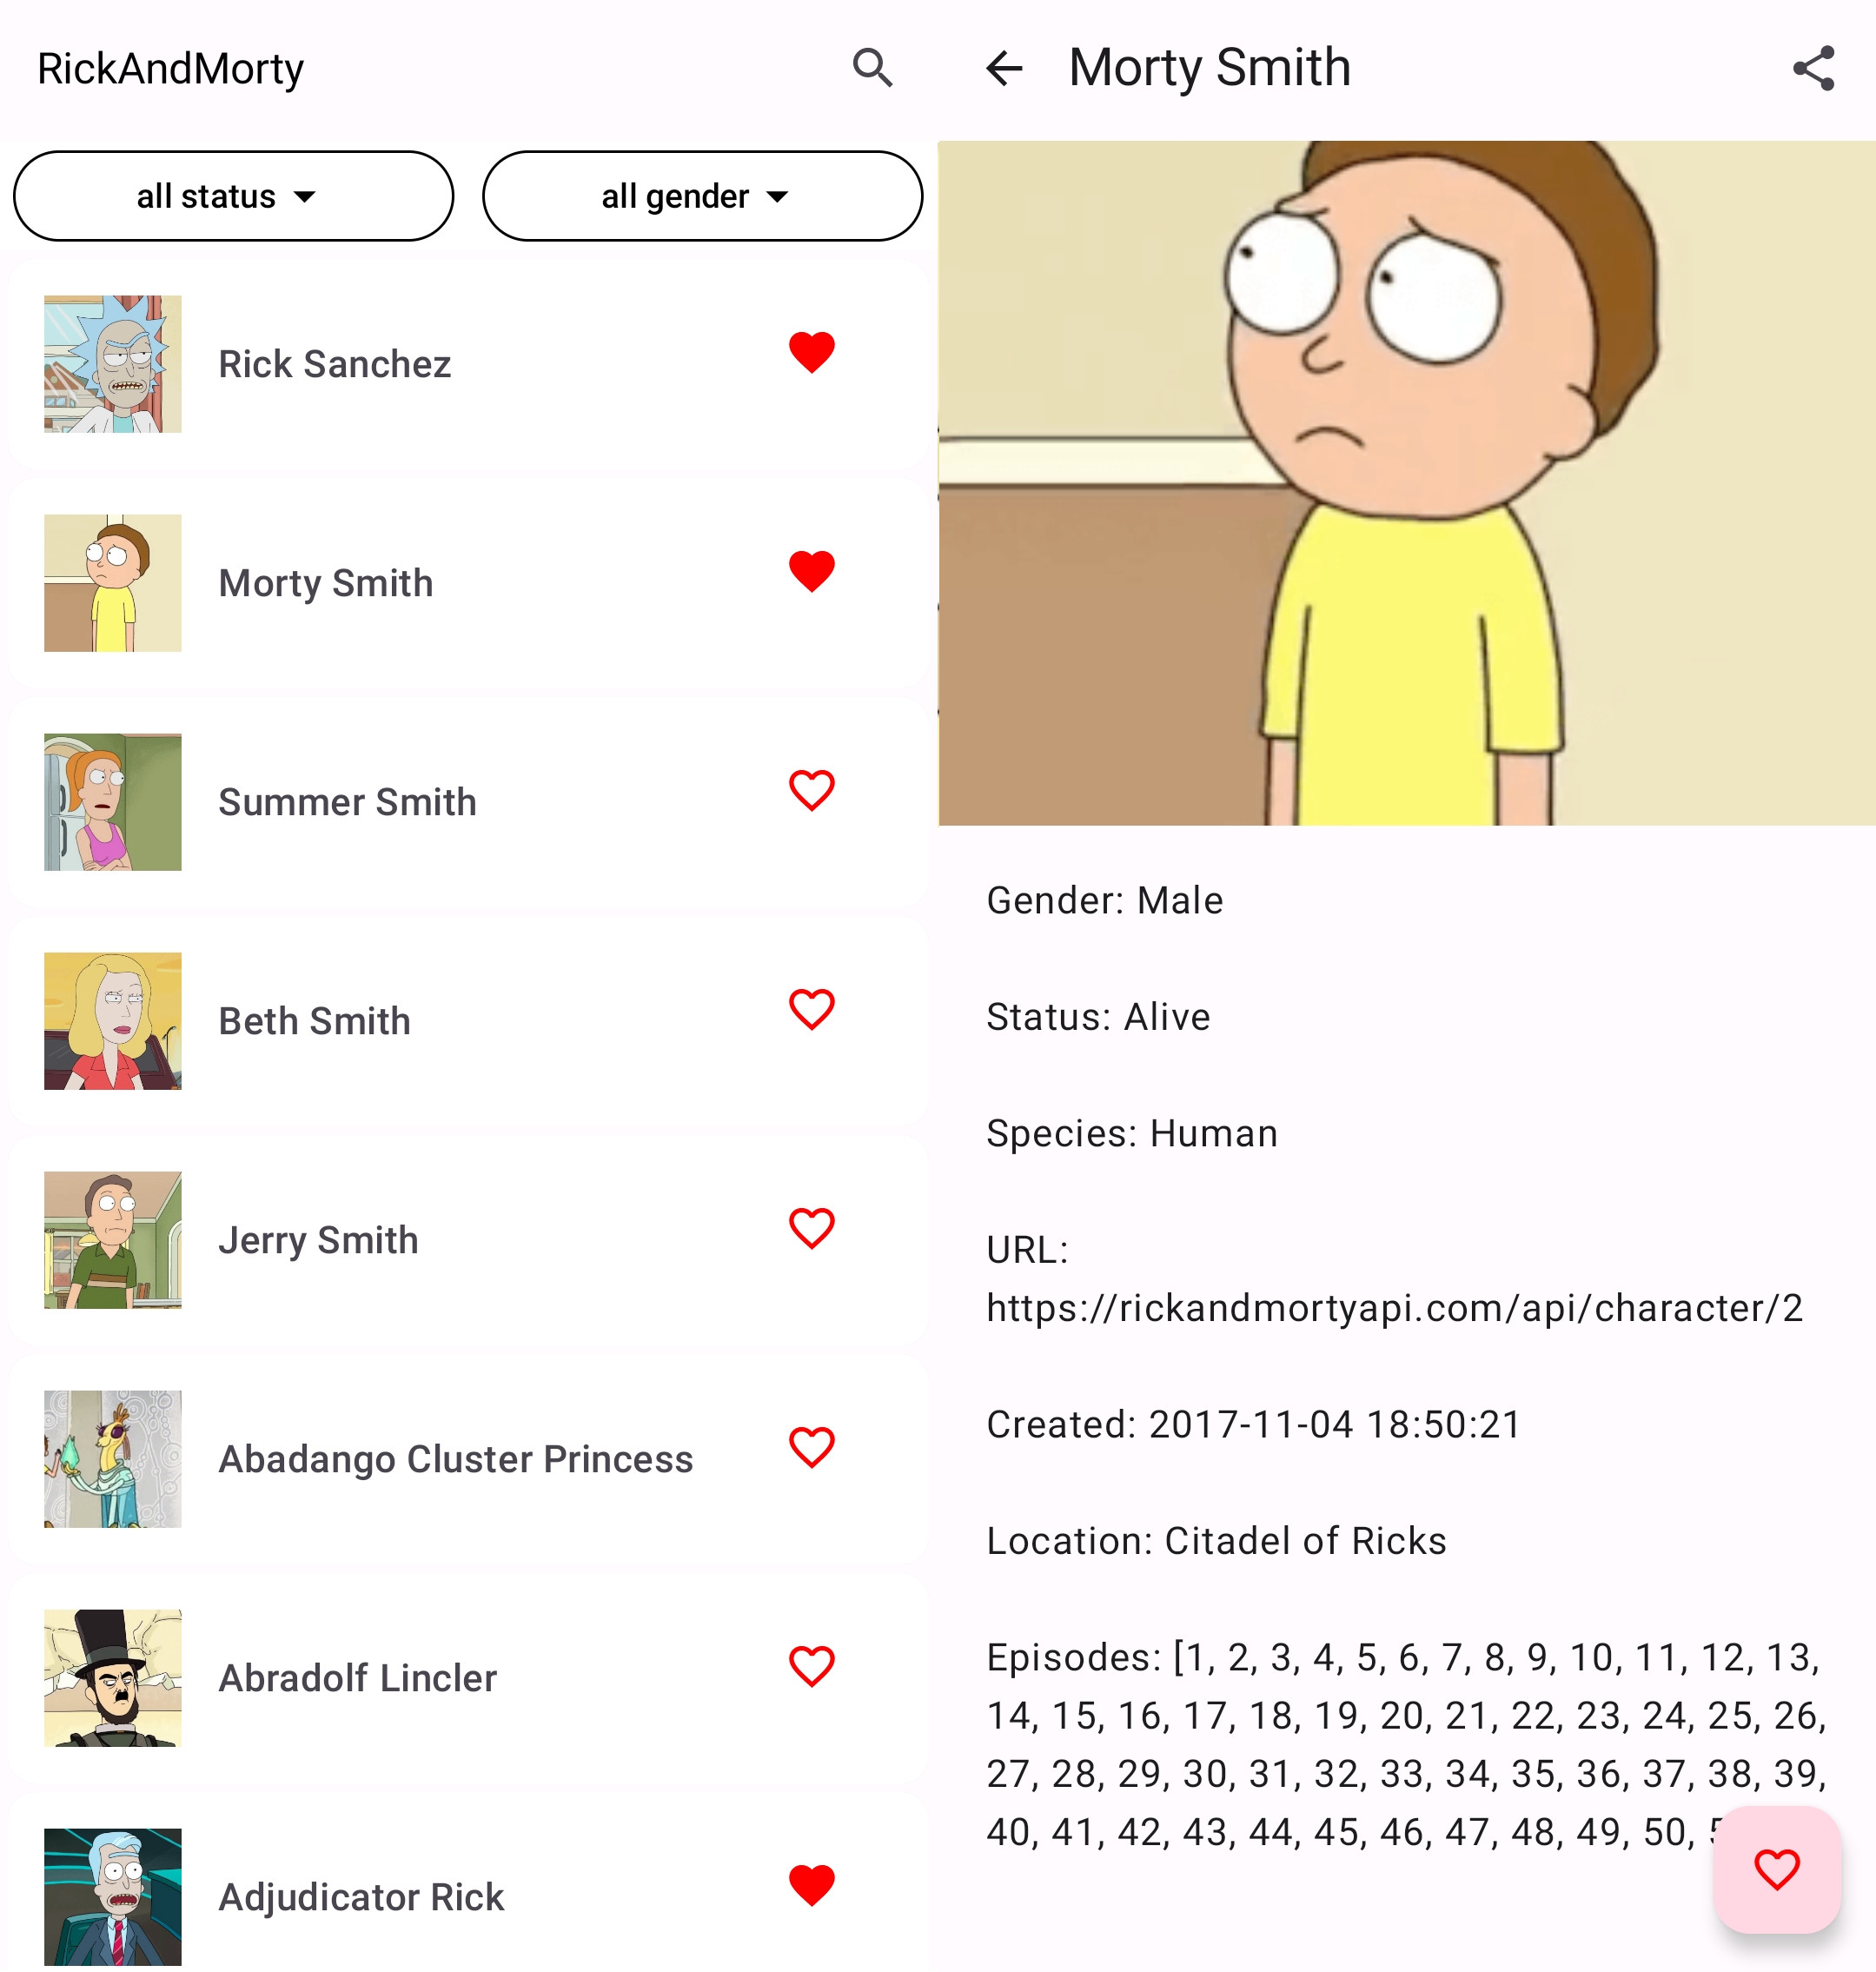 RickAndMorty
all status
all gender
Rick Sanchez
Morty Smith
Summer Smith
Beth Smith
Jerry Smith
Abadango Cluster Princess
Abradolf Lincler
Adjudicator Rick
Morty Smith
Gender: Male
Status: Alive
Species: Human
URL:
https://rickandmortyapi.com/api/character/2
Created: 2017-11-04 18:50:21
Location: Citadel of Ricks
Episodes: [1, 2, 3, 4, 5, 6, 7, 8, 9, 10, 11, 12, 13,
14, 15, 16, 17, 18, 19, 20, 21, 22, 23, 24, 25, 26,
27, 28, 29, 30, 31, 32, 33, 34, 35, 36, 37, 38, 39,
40, 41, 42, 43, 44, 45, 46, 47, 48, 49, 50,